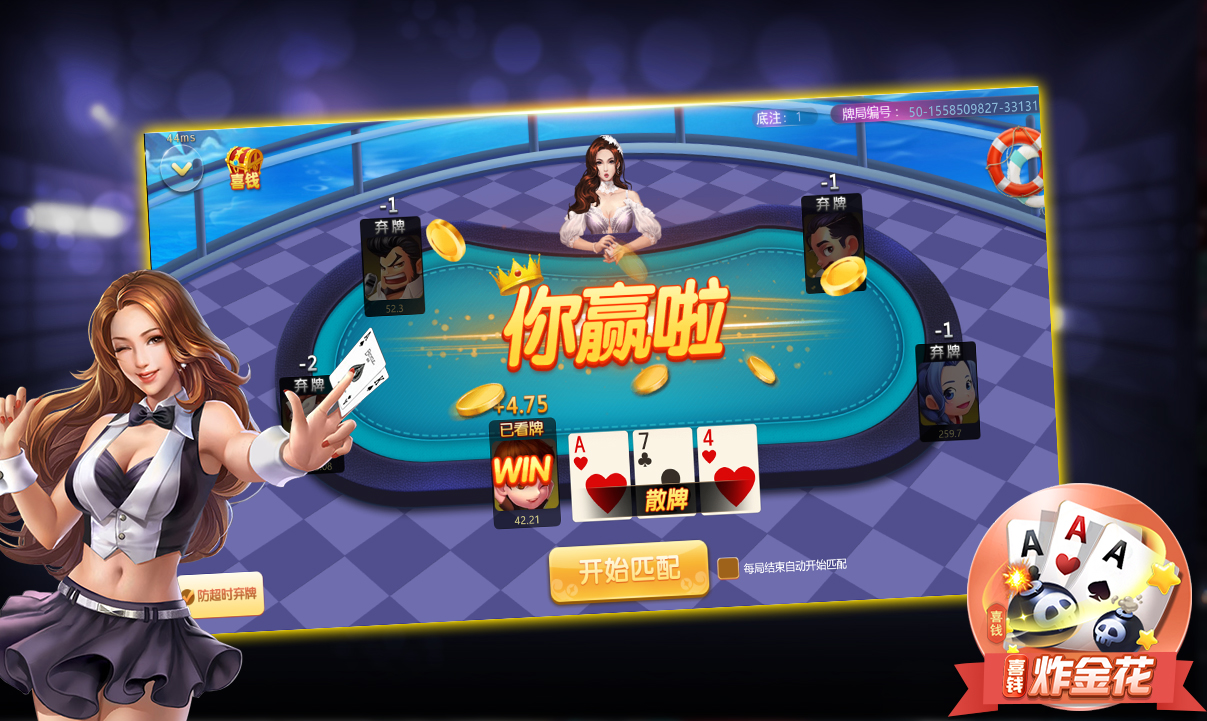 44ms
喜钱
底注： 1
牌局编号： 50-1558509827-33131
-1
弃牌
52.3
-1
弃牌
你赢啦
-2
弃牌
-1
弃牌
259.7
+4.75
已看牌
WIN
42.21
A
7
4
散牌
开始匹配
每局结束自动开始匹配
防超时弃牌
A
A
A
喜钱
喜钱
炸金花